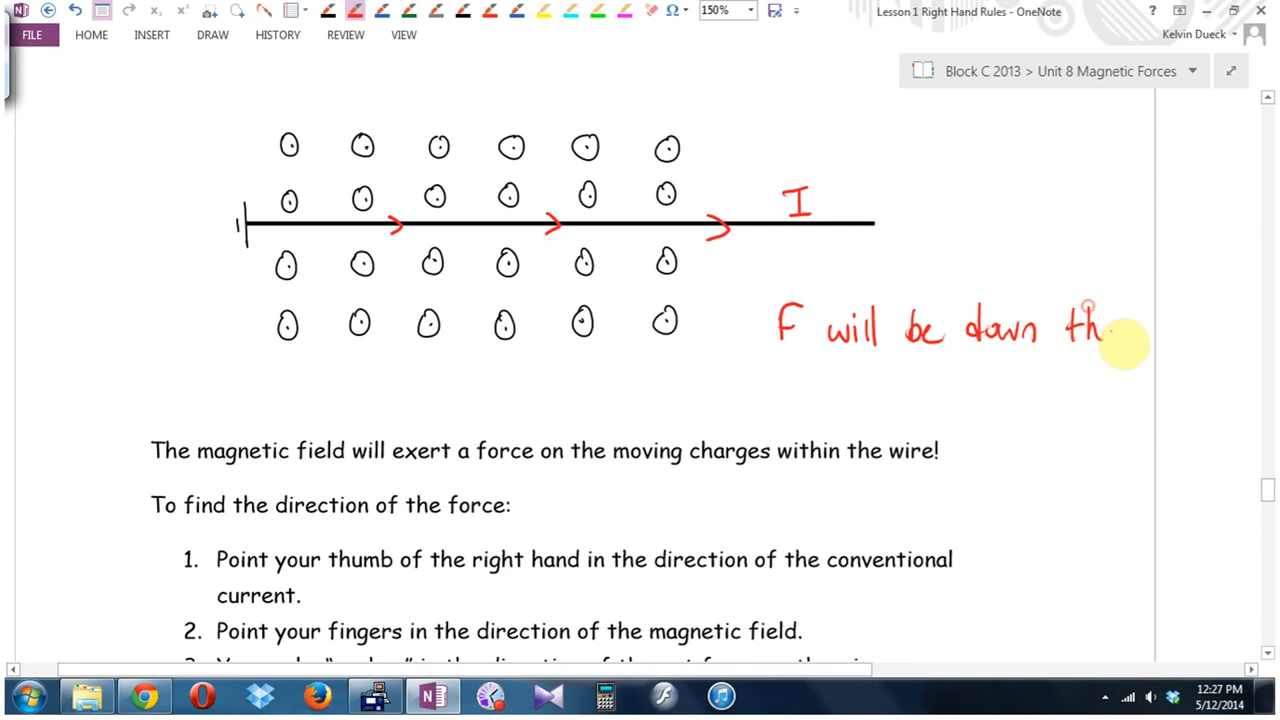 150%
Lesson 1 Right Hand Rules - OneNote
FILE HOME INSERT DRAW HISTORY REVIEW VIEW
Kelvin Dueck
Block C 2013 > Unit 8 Magnetic Forces
I
F will be down th
The magnetic field will exert a force on the moving charges within the wire!
To find the direction of the force:
1. Point your thumb of the right hand in the direction of the conventional
current.
2. Point your fingers in the direction of the magnetic field.
12:27 PM
5/12/2014